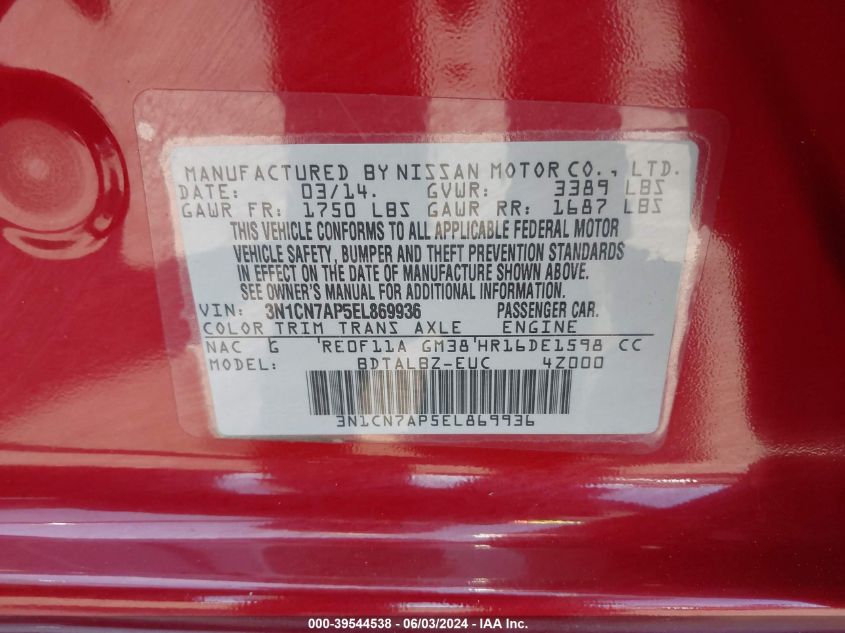 MANUFACTURED BY NISSAN MOTOR CO., LTD.
DATE: 03/14. GVWR: 3389 LBS
GAWR FR: 1750 LBS GAWR RR: 1687 LBS
THIS VEHICLE CONFORMS TO ALL APPLICABLE FEDERAL MOTOR
VEHICLE SAFETY, BUMPER AND THEFT PREVENTION STANDARDS
IN EFFECT ON THE DATE OF MANUFACTURE SHOWN ABOVE.
SEE OWNER'S MANUAL FOR ADDITIONAL INFORMATION.
VIN: 3N1CN7AP5EL869936 PASSENGER CAR.
COLOR TRIM TRANS AXLE ENGINE
NAC G 'RE0F11A GM38'HR16DE1598 CC
MODEL: BDTALBZ-EUC 4Z000
3N1CN7AP5EL869936
000-39544538 - 06/03/2024 - IAA Inc.